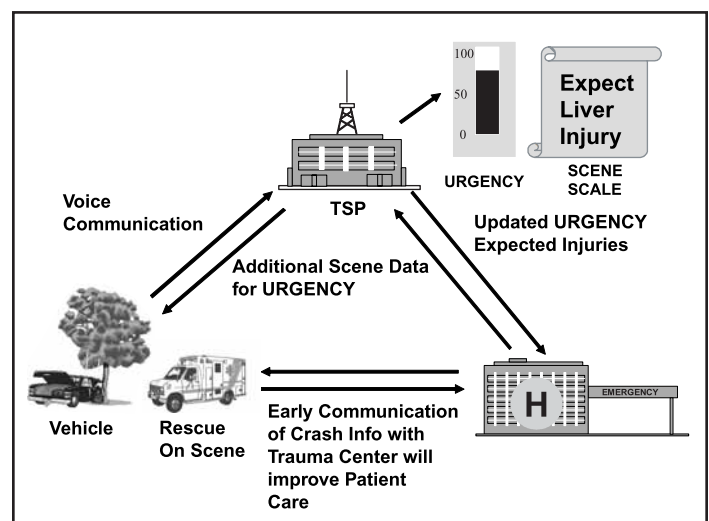 100
50
0
URGENCY
Expect
Liver
Injury
SCENE
SCALE
TSP
Voice
Communication
Updated URGENCY
Expected Injuries
Additional Scene Data
for URGENCY
EMERGENCY
H
Vehicle
Rescue
On Scene
Early Communication
of Crash Info with
Trauma Center will
improve Patient
Care